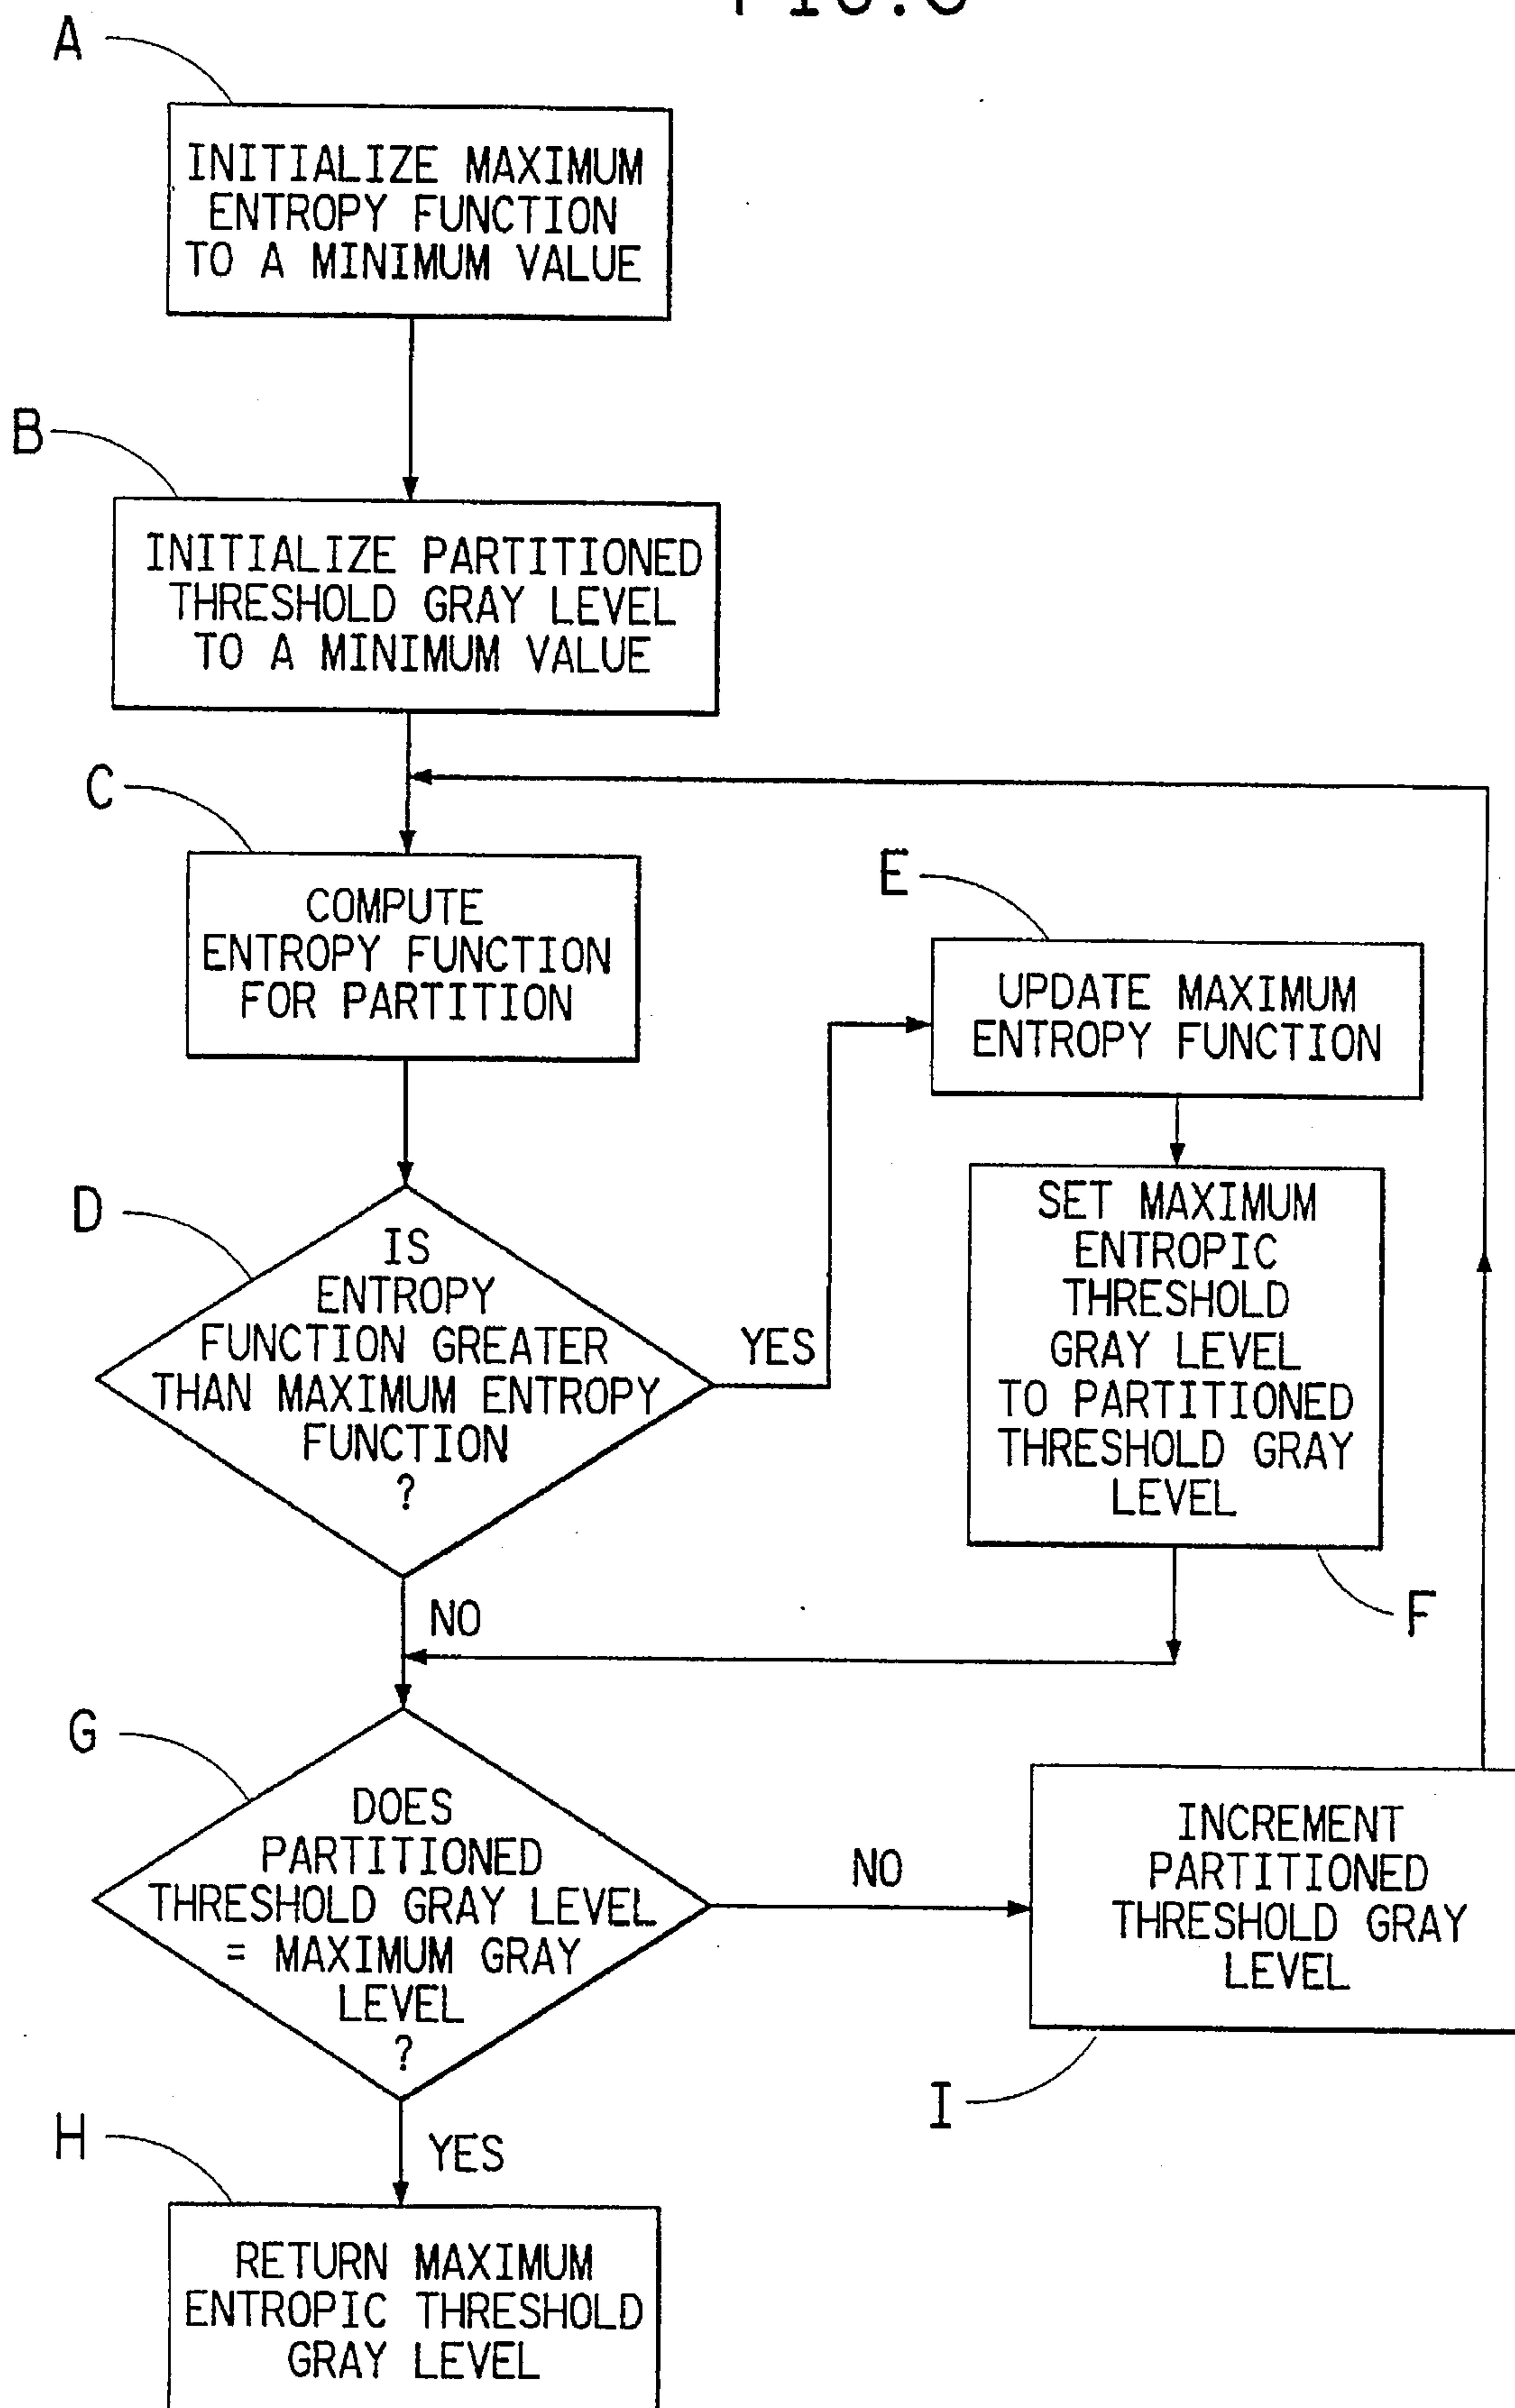 A
INITIALIZE MAXIMUM
ENTROPY FUNCTION
TO A MINIMUM VALUE
B
INITIALIZE PARTITIONED
THRESHOLD GRAY LEVEL
TO A MINIMUM VALUE
C
COMPUTE
ENTROPY FUNCTION
FOR PARTITION
D
IS
ENTROPY
FUNCTION GREATER
THAN MAXIMUM ENTROPY
FUNCTION
?
YES
NO
E
UPDATE MAXIMUM
ENTROPY FUNCTION
SET MAXIMUM
ENTROPIC
THRESHOLD
GRAY LEVEL
TO PARTITIONED
THRESHOLD GRAY
LEVEL
F
G
DOES
PARTITIONED
THRESHOLD GRAY LEVEL
= MAXIMUM GRAY
LEVEL
?
NO
YES
INCREMENT
PARTITIONED
THRESHOLD GRAY
LEVEL
I
H
RETURN MAXIMUM
ENTROPIC THRESHOLD
GRAY LEVEL